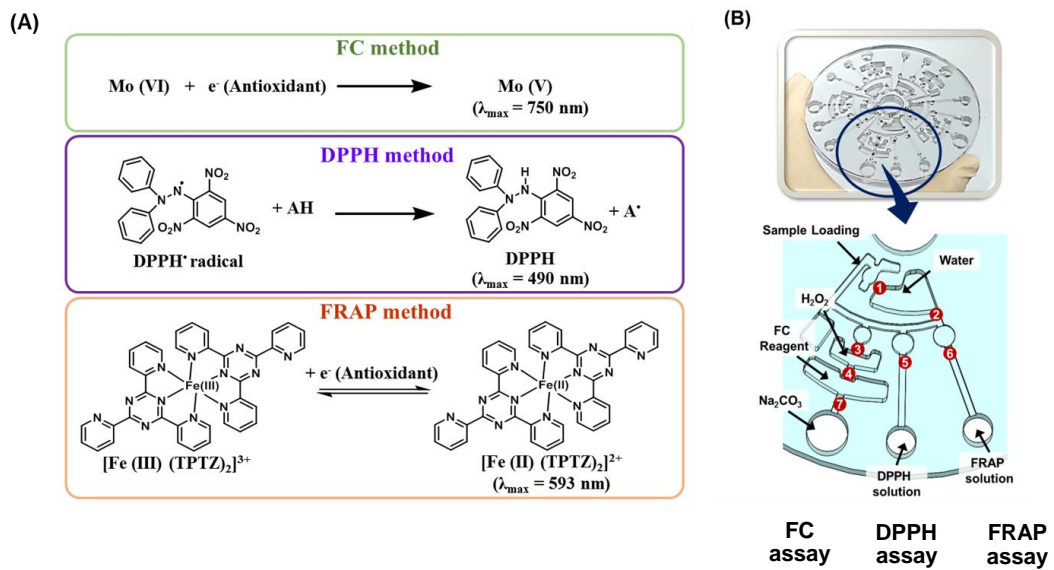 (A)
FC method
Mo (VI) + e⁻ (Antioxidant)
Mo (V)
(λmax = 750 nm)
DPPH method
N N• NO₂ O₂N NO₂
+ AH
DPPH• radical
H N N NO₂ O₂N NO₂
+ A•
DPPH
(λmax = 490 nm)
FRAP method
N N N N N N Fe(III) N N N N N N
+ e⁻ (Antioxidant)
N N N N N N Fe(II) N N N N N N
[Fe (III) (TPTZ)₂]³⁺
[Fe (II) (TPTZ)₂]²⁺
(λmax = 593 nm)
(B)
Sample Loading
Water
H₂O₂
FC
Reagent
Na₂CO₃
1
2
3
4
5
6
7
DPPH
solution
FRAP
solution
FC
assay
DPPH
assay
FRAP
assay